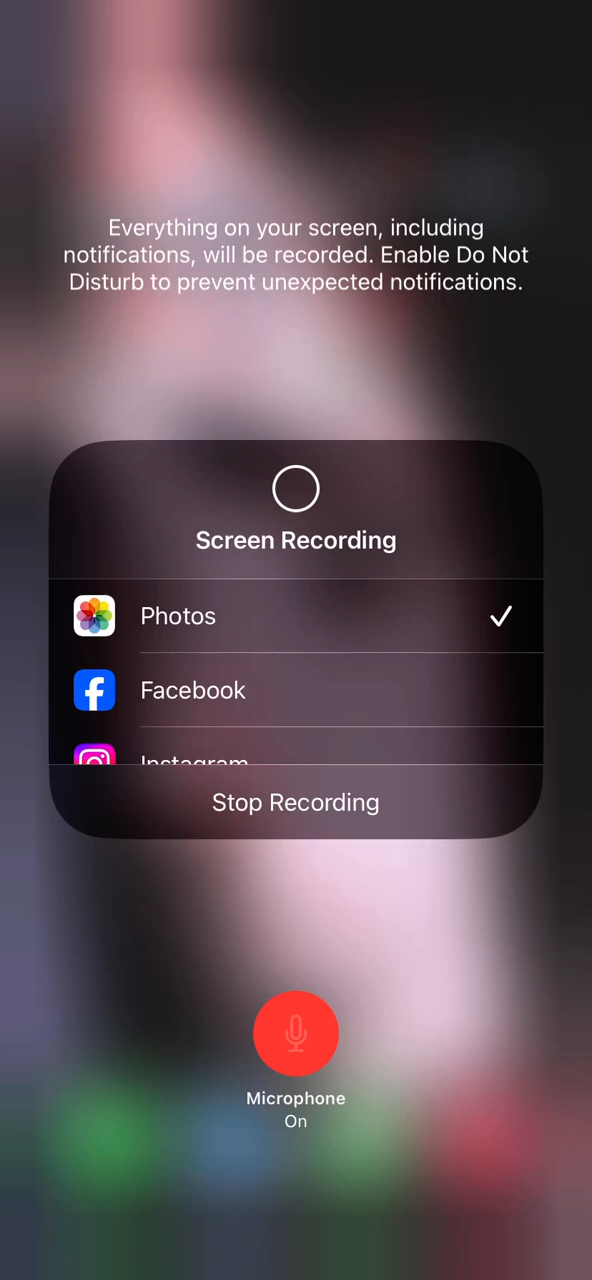 Everything on your screen, including
notifications, will be recorded. Enable Do Not
Disturb to prevent unexpected notifications.
Screen Recording
Photos
Facebook
Instagram
Stop Recording
Microphone
On